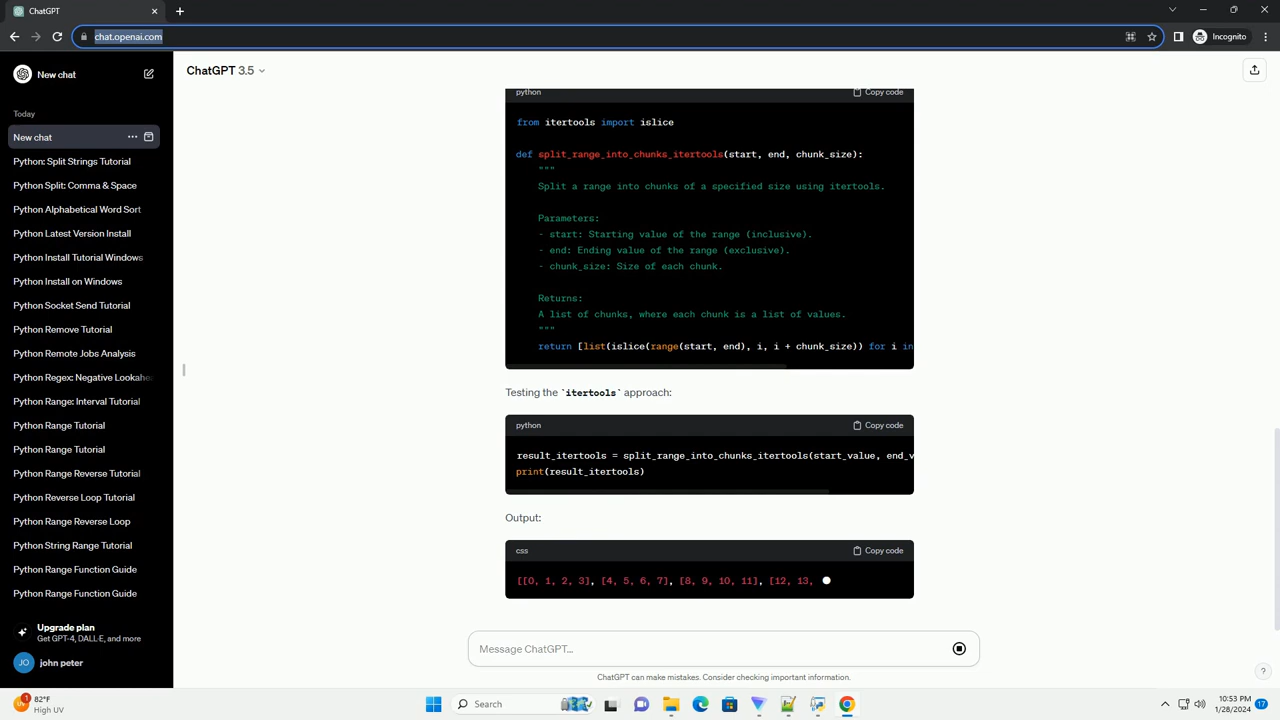 ChatGPT
chat.openai.com
Incognito
New chat
ChatGPT 3.5
Today
New chat
Python: Split Strings Tutorial
Python Split: Comma & Space
Python Alphabetical Word Sort
Python Latest Version Install
Python Install Tutor Windows
Python Install on Windows
Python Socket Send Tutorial
Python Remove Tutorial
Python Remote Jobs Analysis
Python Regex: Negative Lookahe
Python Range: Interval Tutorial
Python Range Tutorial
Python Range Tutorial
Python Range Reverse Tutorial
Python Reverse Loop Tutorial
Python Range Reverse Loop
Python String Range Tutorial
Python Range Function Guide
Python Range Function Guide
Upgrade plan
Get GPT-4, DALL·E, and more
JO
john peter
python
Copy code
from itertools import islice
def split_range_into_chunks_itertools(start, end, chunk_size):
"""
Split a range into chunks of a specified size using itertools.
Parameters:
- start: Starting value of the range (inclusive).
- end: Ending value of the range (exclusive).
- chunk_size: Size of each chunk.
Returns:
A list of chunks, where each chunk is a list of values.
"""
return [list(islice(range(start, end), i, i + chunk_size)) for i in
Testing the `itertools` approach:
python
Copy code
result_itertools = split_range_into_chunks_itertools(start_value, end_v
print(result_itertools)
Output:
css
Copy code
[[0, 1, 2, 3], [4, 5, 6, 7], [8, 9, 10, 11], [12, 13,
Message ChatGPT...
ChatGPT can make mistakes. Consider checking important information.
?
1
82°F
High UV
Search
10:53 PM
1/28/2024
17